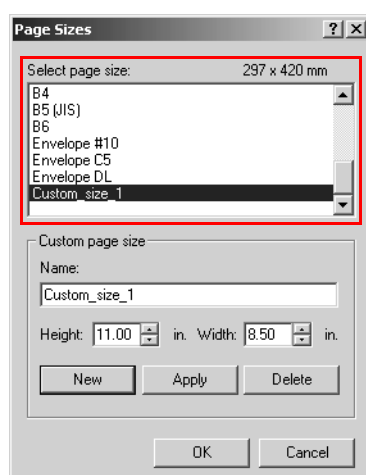 Page Sizes
Select page size: 297 x 420 mm
B4
B5 (JIS)
B6
Envelope #10
Envelope C5
Envelope DL
Custom_size_1
Custom page size
Name:
Custom_size_1
Height: 11.00 in. Width: 8.50 in.
New Apply Delete
OK Cancel